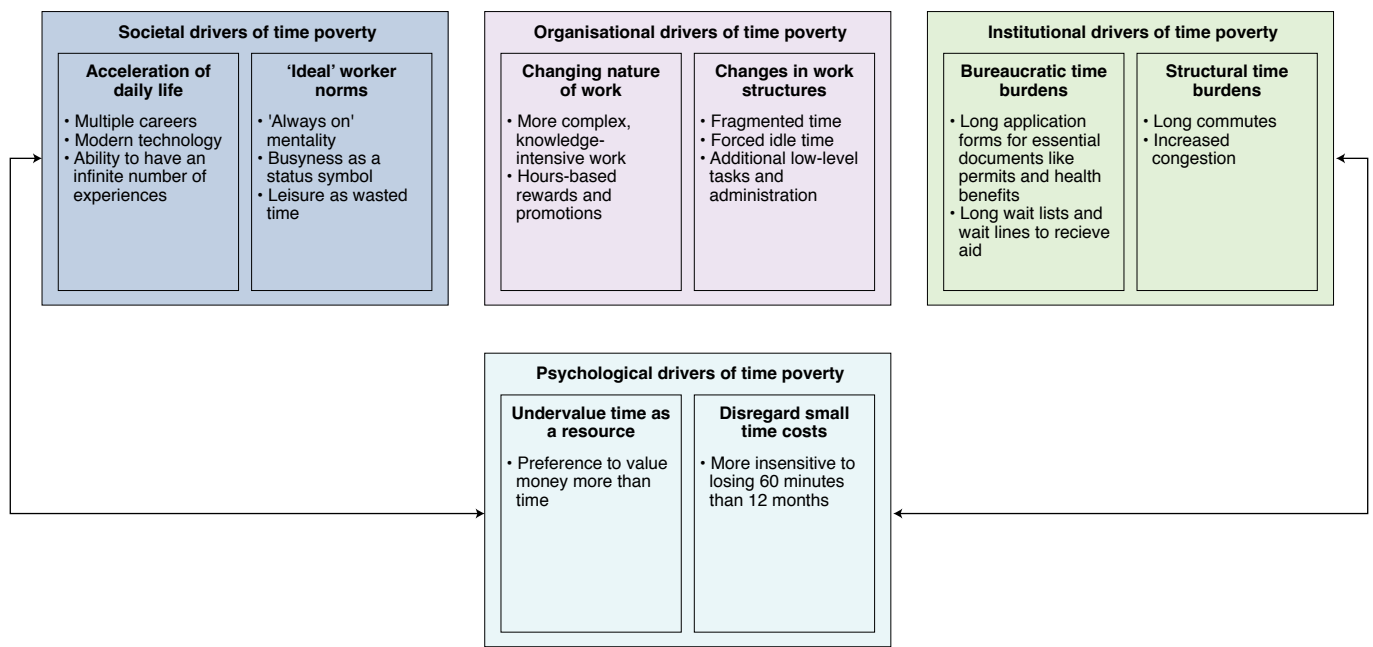 Societal drivers of time poverty
Acceleration of
daily life
• Multiple careers
• Modern technology
• Ability to have an
infinite number of
experiences
‘Ideal’ worker
norms
• 'Always on'
mentality
• Busyness as a
status symbol
• Leisure as wasted
time
Organisational drivers of time poverty
Changing nature
of work
• More complex,
knowledge-
intensive work
• Hours-based
rewards and
promotions
Changes in work
structures
• Fragmented time
• Forced idle time
• Additional low-level
tasks and
administration
Institutional drivers of time poverty
Bureaucratic time
burdens
• Long application
forms for essential
documents like
permits and health
benefits
• Long wait lists and
wait lines to recieve
aid
Structural time
burdens
• Long commutes
• Increased
congestion
Psychological drivers of time poverty
Undervalue time as
a resource
• Preference to value
money more than
time
Disregard small
time costs
• More insensitive to
losing 60 minutes
than 12 months